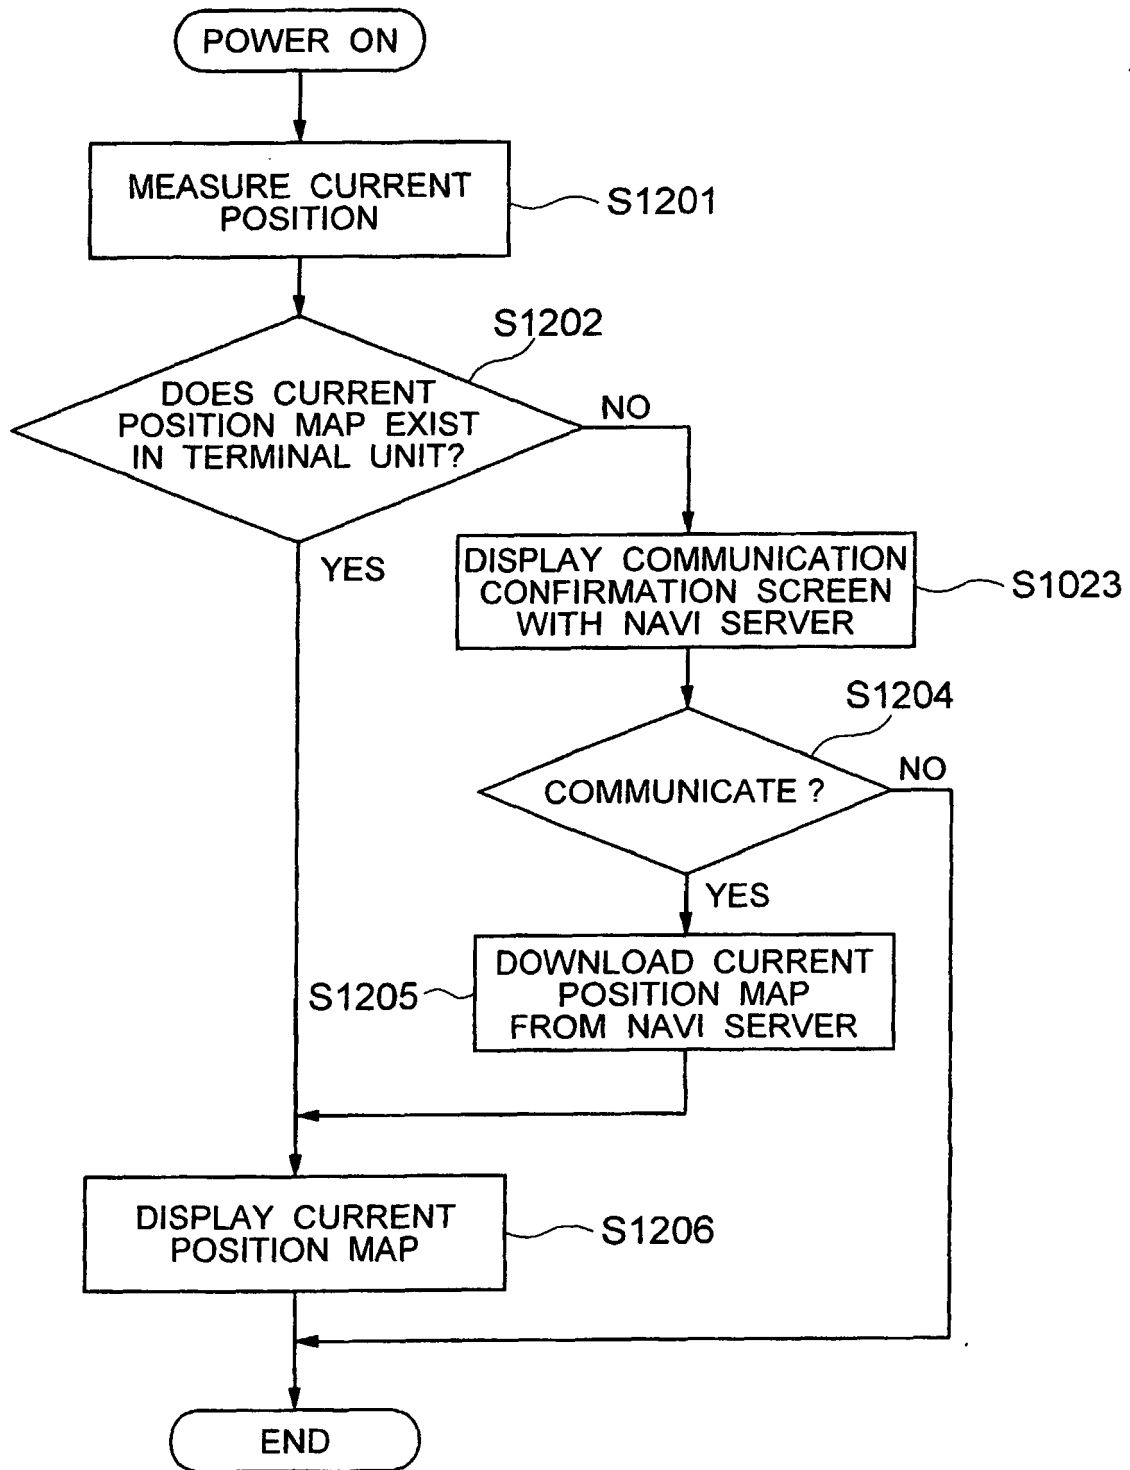 POWER ON
MEASURE CURRENT
POSITION
S1201
S1202
DOES CURRENT
POSITION MAP EXIST
IN TERMINAL UNIT?
NO
YES
DISPLAY COMMUNICATION
CONFIRMATION SCREEN
WITH NAVI SERVER
S1023
S1204
COMMUNICATE ?
NO
YES
DOWNLOAD CURRENT
POSITION MAP
FROM NAVI SERVER
S1205
DISPLAY CURRENT
POSITION MAP
S1206
END